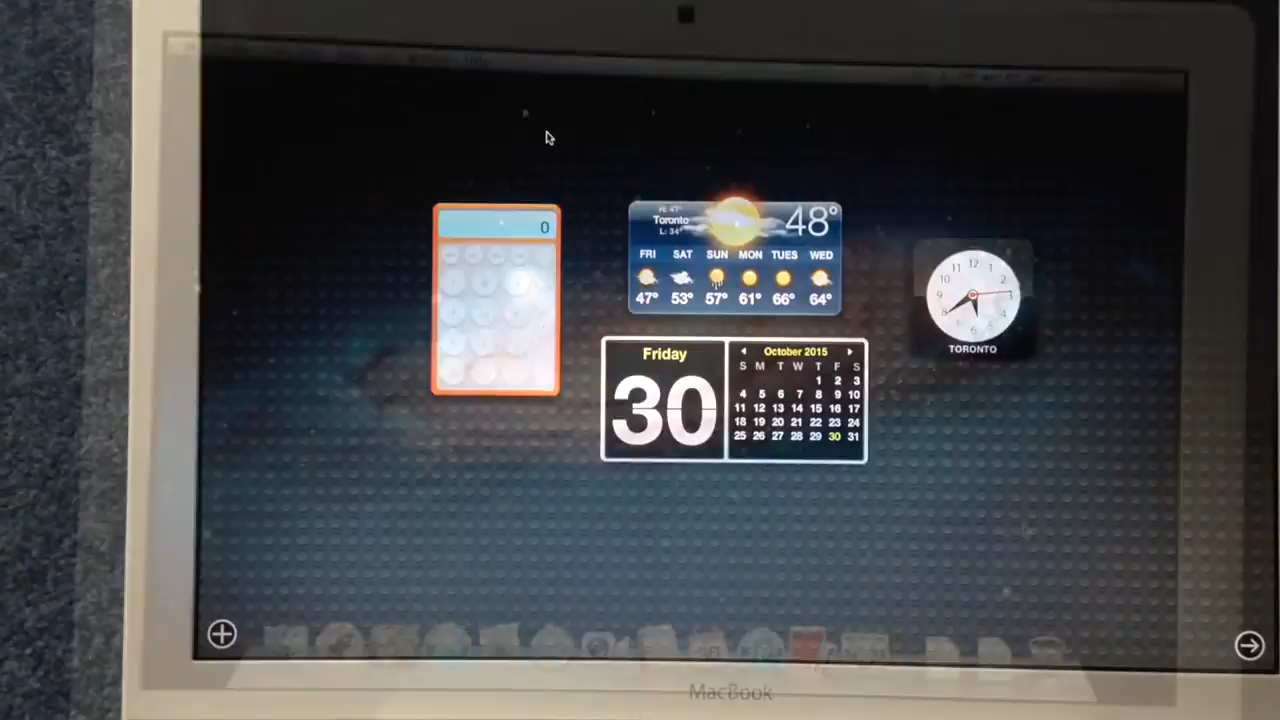 0
H: 47°
Toronto
L: 34°
48°
FRI SAT SUN MON TUES WED
47° 53° 57° 61° 66° 64°
12
11 1
10 2
9 3
8 4
5
6
TORONTO
Friday
30
October 2015
S M T W T F S
1 2 3
4 5 6 7 8 9 10
11 12 13 14 15 16 17
18 19 20 21 22 23 24
25 26 27 28 29 30 31
MacBook